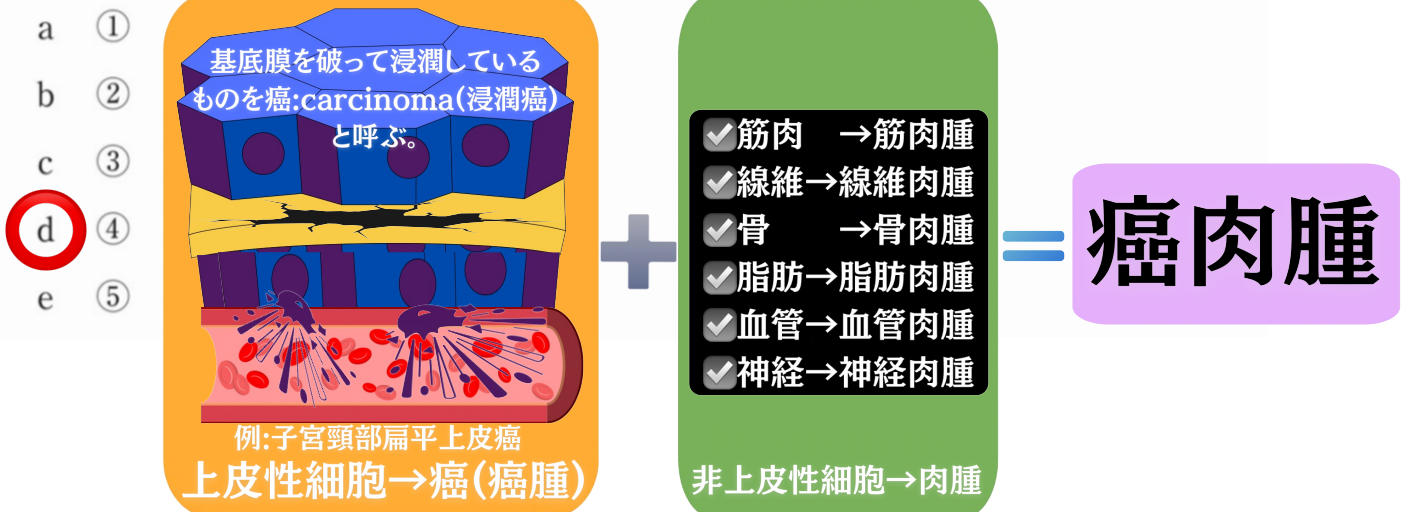 a ①
b ②
c ③
d ④
e ⑤
基底膜を破って浸潤している
ものを癌:carcinoma(浸潤癌)
と呼ぶ。
例:子宮頸部扁平上皮癌
上皮性細胞→癌(癌腫)
筋肉　→筋肉腫
線維→線維肉腫
骨　　→骨肉腫
脂肪→脂肪肉腫
血管→血管肉腫
神経→神経肉腫
非上皮性細胞→肉腫
癌肉腫